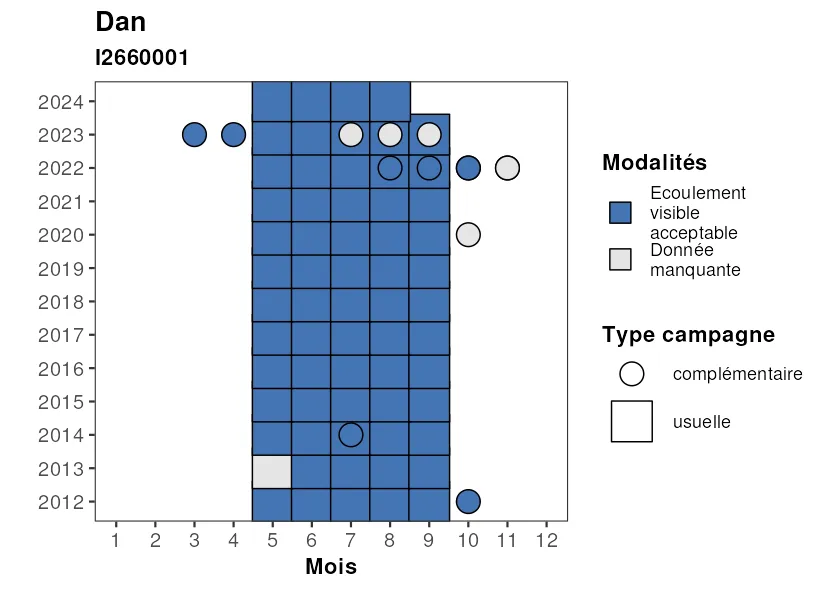 Dan
I2660001
2024
2023
2022
2021
2020
2019
2018
2017
2016
2015
2014
2013
2012
1 2 3 4 5 6 7 8 9 10 11 12
Mois
Modalités
Ecoulement
visible
acceptable
Donnée
manquante
Type campagne
complémentaire
usuelle